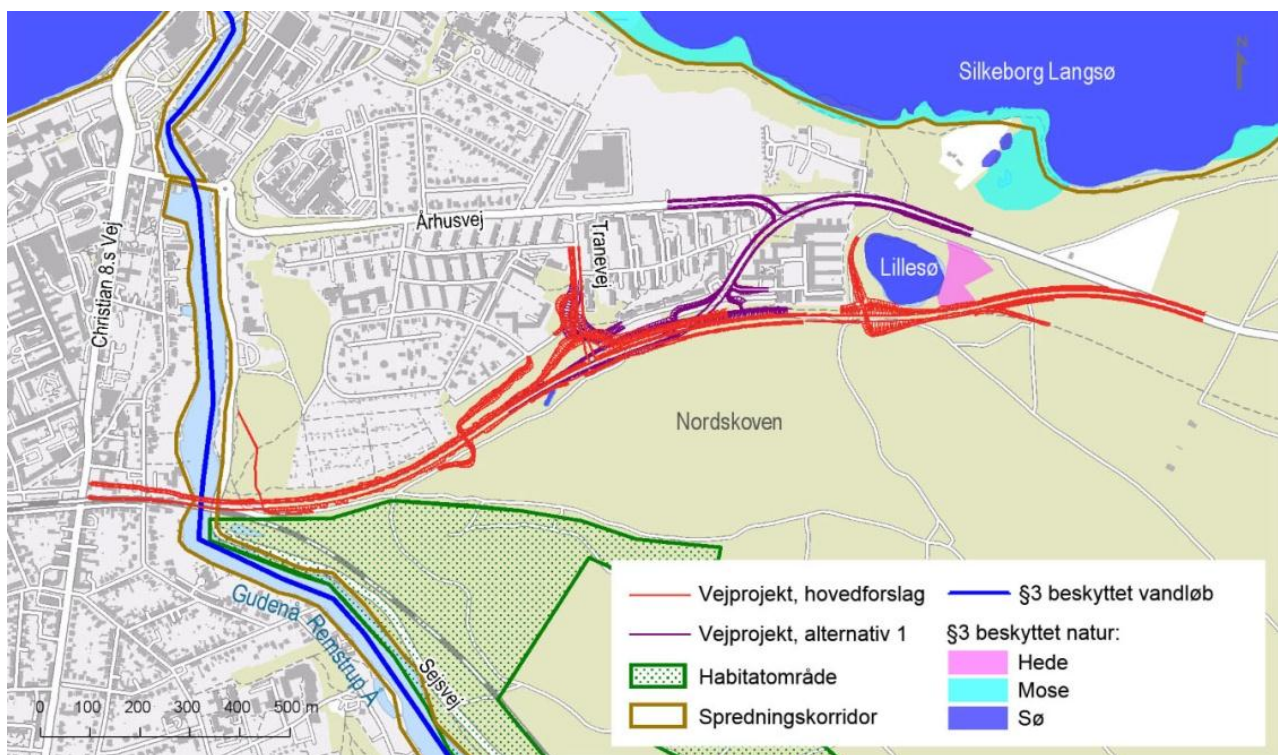 Silkeborg Langsø
N
Århusvej
Tranevej
Christian 8.s Vej
Lillesø
Nordskoven
Gudenå Remstrup Å
Sejsvej
0 100 200 300 400 500 m
Vejprojekt, hovedforslag
Vejprojekt, alternativ 1
Habitatområde
Spredningskorridor
§3 beskyttet vandløb
§3 beskyttet natur:
Hede
Mose
Sø